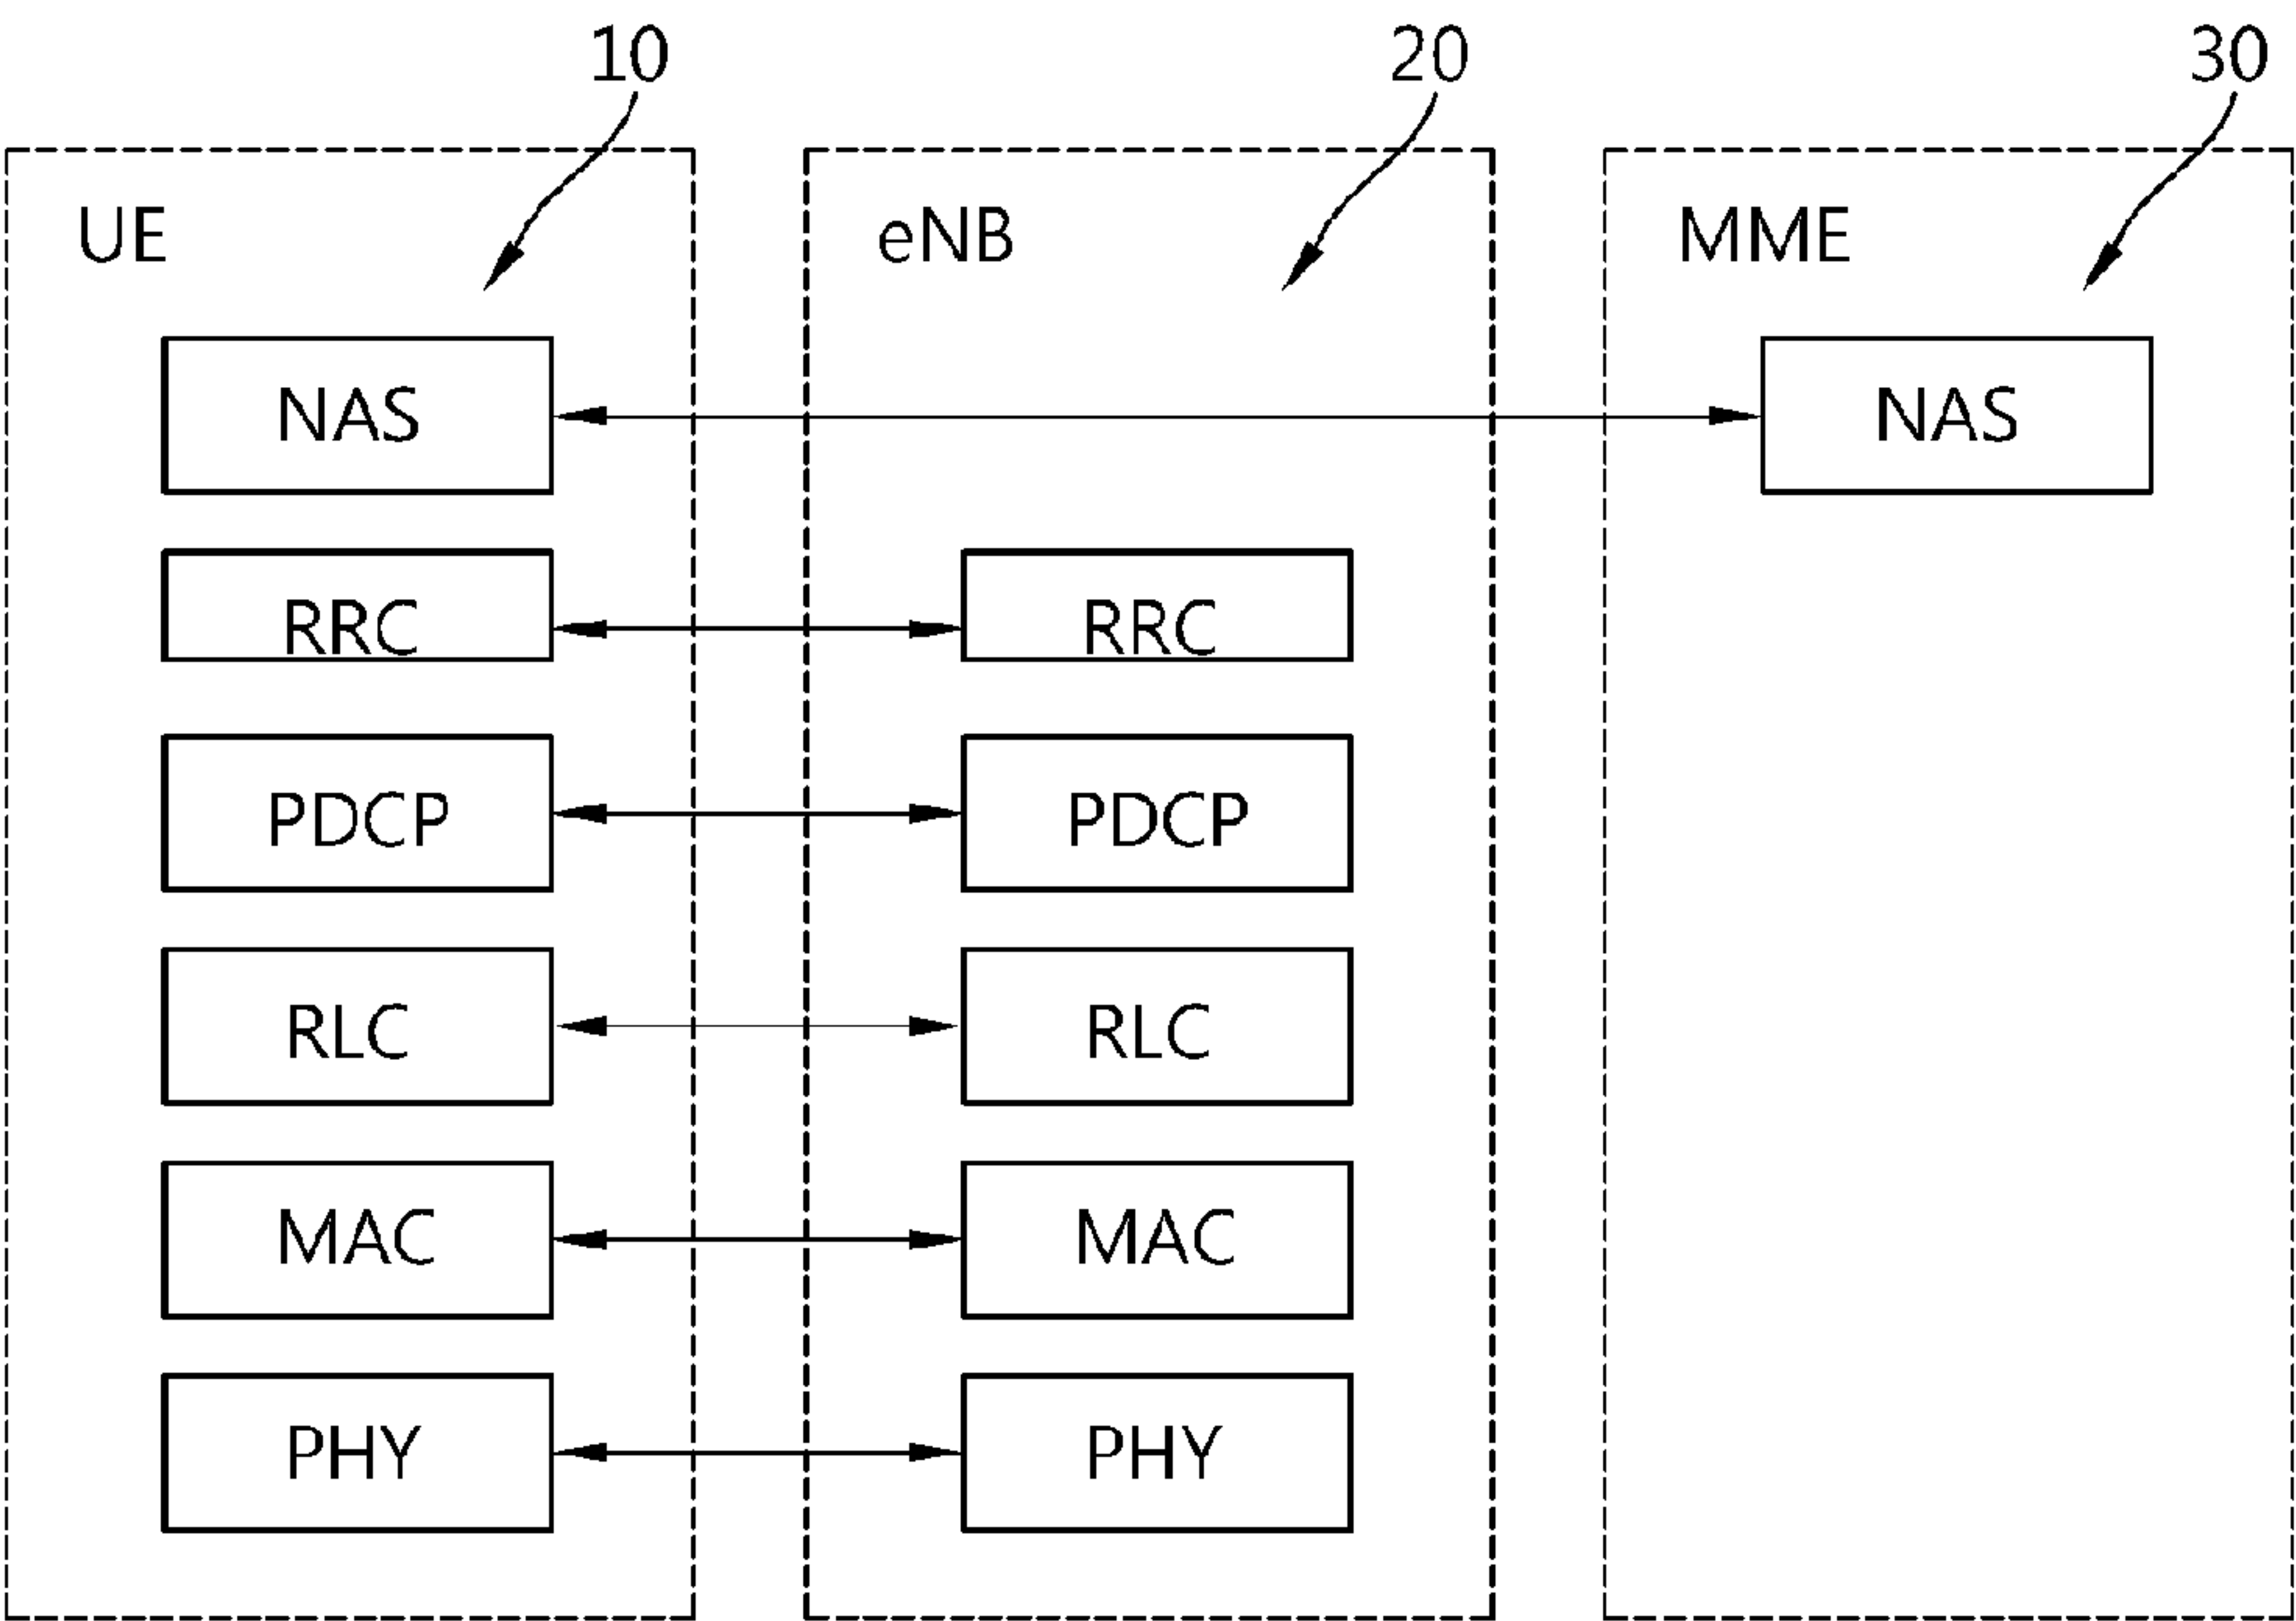 10 20 30
UE eNB MME
NAS NAS
RRC RRC
PDCP PDCP
RLC RLC
MAC MAC
PHY PHY